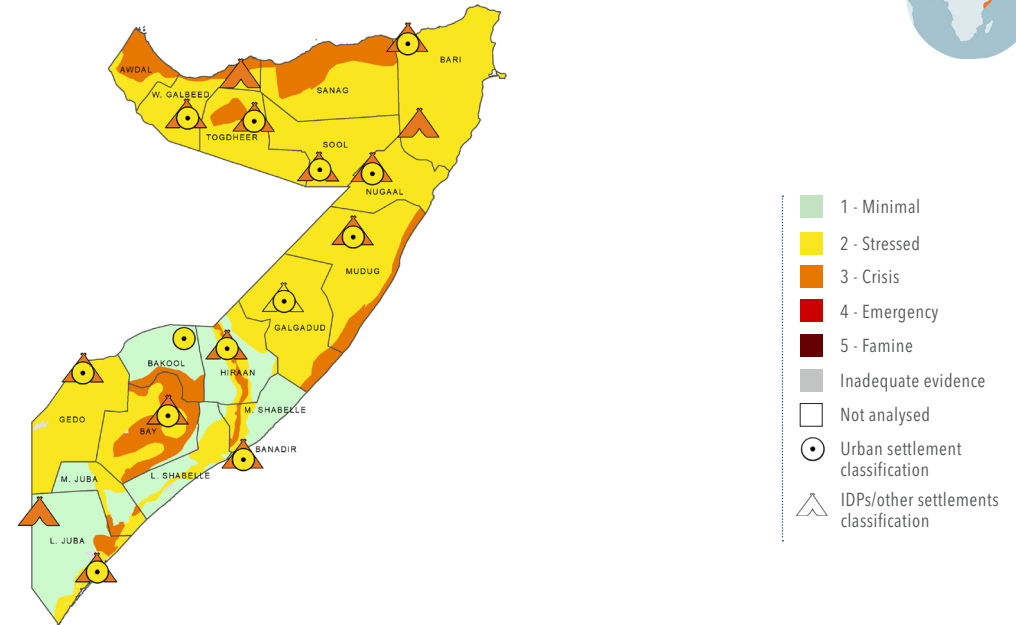 AWDAL
W. GALBEED
TOGDHEER
SANAG
BARI
SOOL
NUGAAL
MUDUG
GALGADUD
BAKOOL
HIRAAN
GEDO
BAY
M. SHABELLE
BANADIR
L. SHABELLE
M. JUBA
L. JUBA
1 - Minimal
2 - Stressed
3 - Crisis
4 - Emergency
5 - Famine
Inadequate evidence
Not analysed
Urban settlement
classification
IDPs/other settlements
classification